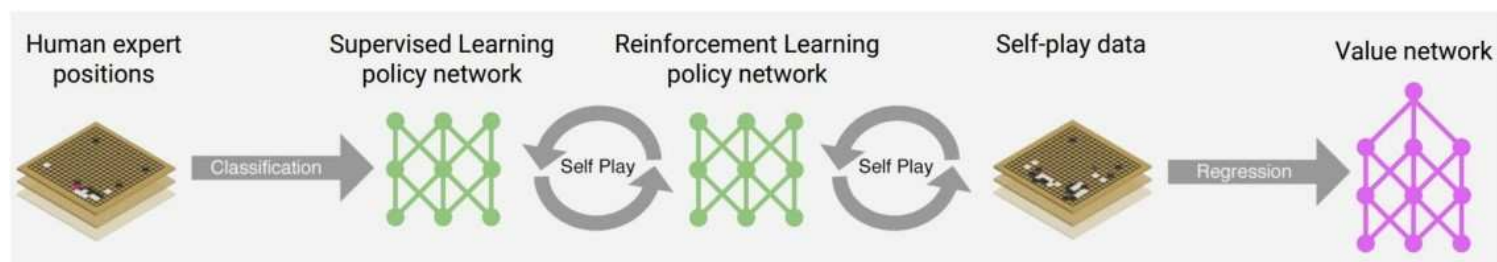 Human expert
positions
Supervised Learning
policy network
Reinforcement Learning
policy network
Self-play data
Value network
Classification
Self Play
Self Play
Regression